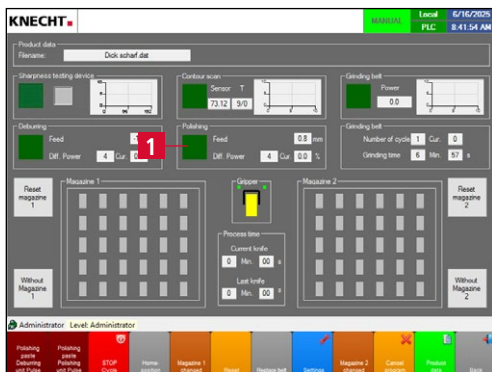 KNECHT
MANUAL
Local 6/16/2025
PLC 8:41:54 AM
Product data
Filename: Dick scharf.dat
Sharpness testing device
Contour scan
Sensor T
73.12 9/0
Grinding belt
Power
0.0
Deburring
Feed
Diff. Power 4 Cur.
1
Polishing
Feed 0.8 mm
Diff. Power 4 Cur. 0.0 %
Grinding belt
Number of cycle 1 Cur. 0
Grinding time 6 Min. 57 s
Reset magazine 1
Magazine 1
Gripper
Magazine 2
Reset magazine 2
Process time
Current knife
0 Min. 00 s
Last knife
0 Min. 00 s
Without Magazine 1
Without Magazine 2
Administrator Level: Administrator
Polishing paste Deburring unit Pulse
Polishing paste Polishing unit Pulse
STOP Cycle
Home-position
Magazine 1 changed
Reset
Replace belt
Settings
Magazine 2 changed
Cancel program
Product data
Back